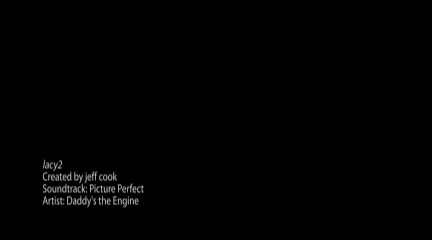 lacy2
Created by jeff cook
Soundtrack: Picture Perfect
Artist: Daddy's the Engine